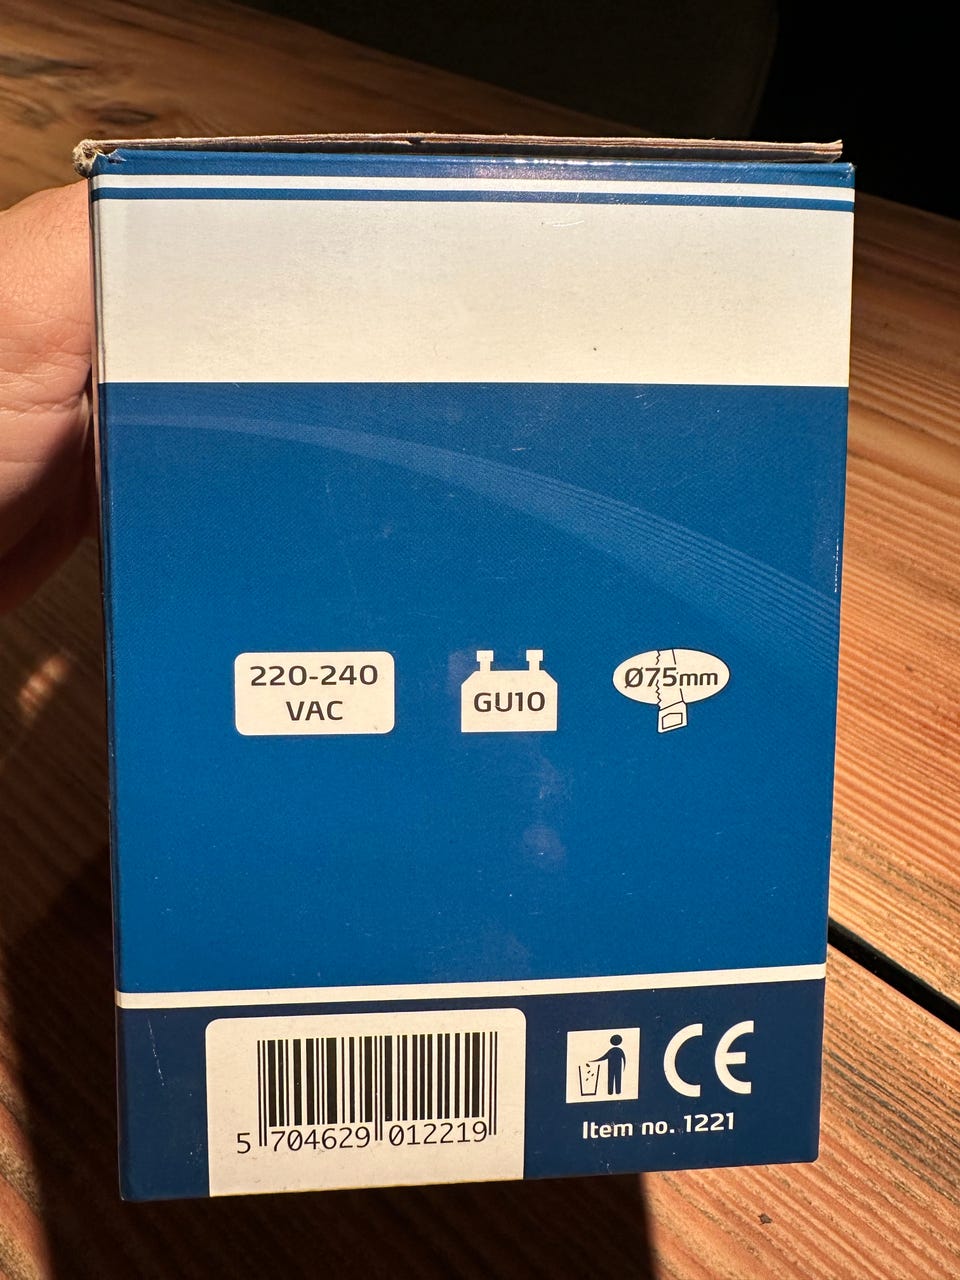 220-240
VAC
GU10
Ø75mm
CE
5 704629 012219
Item no. 1221